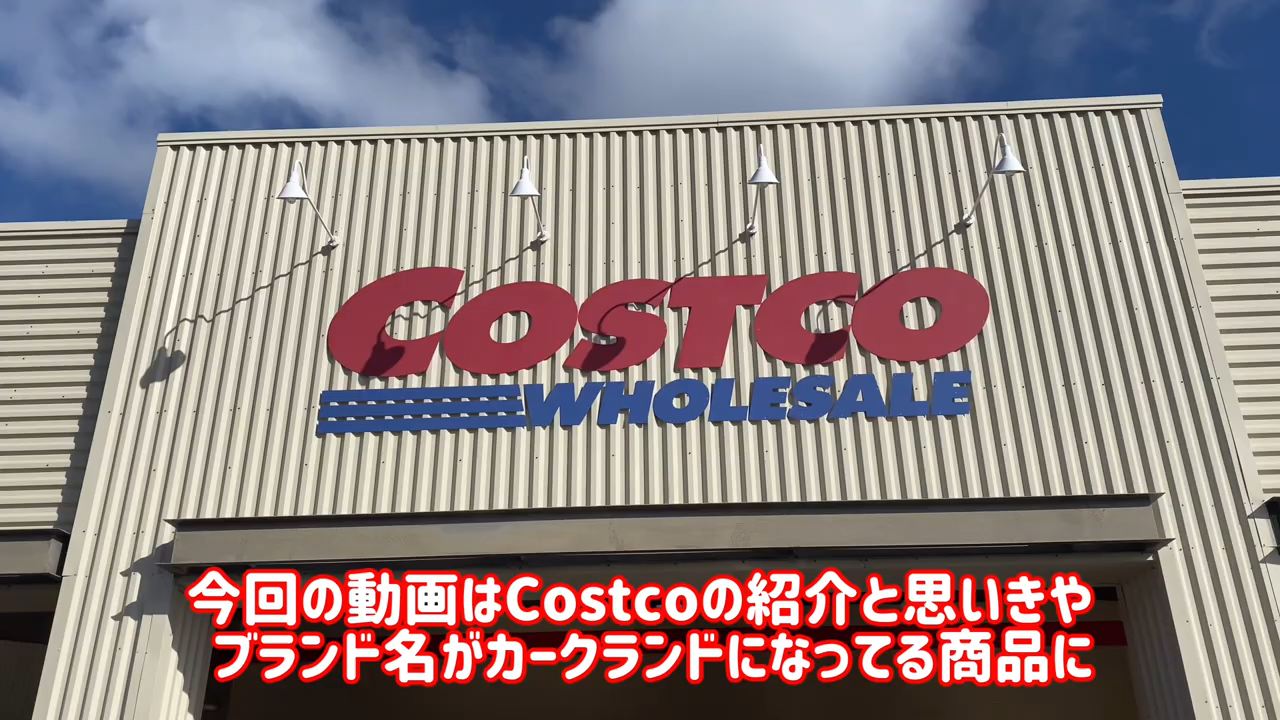 COSTCO
WHOLESALE
今回の動画はCostcoの紹介と思いきや
ブランド名がカークランドになってる商品に